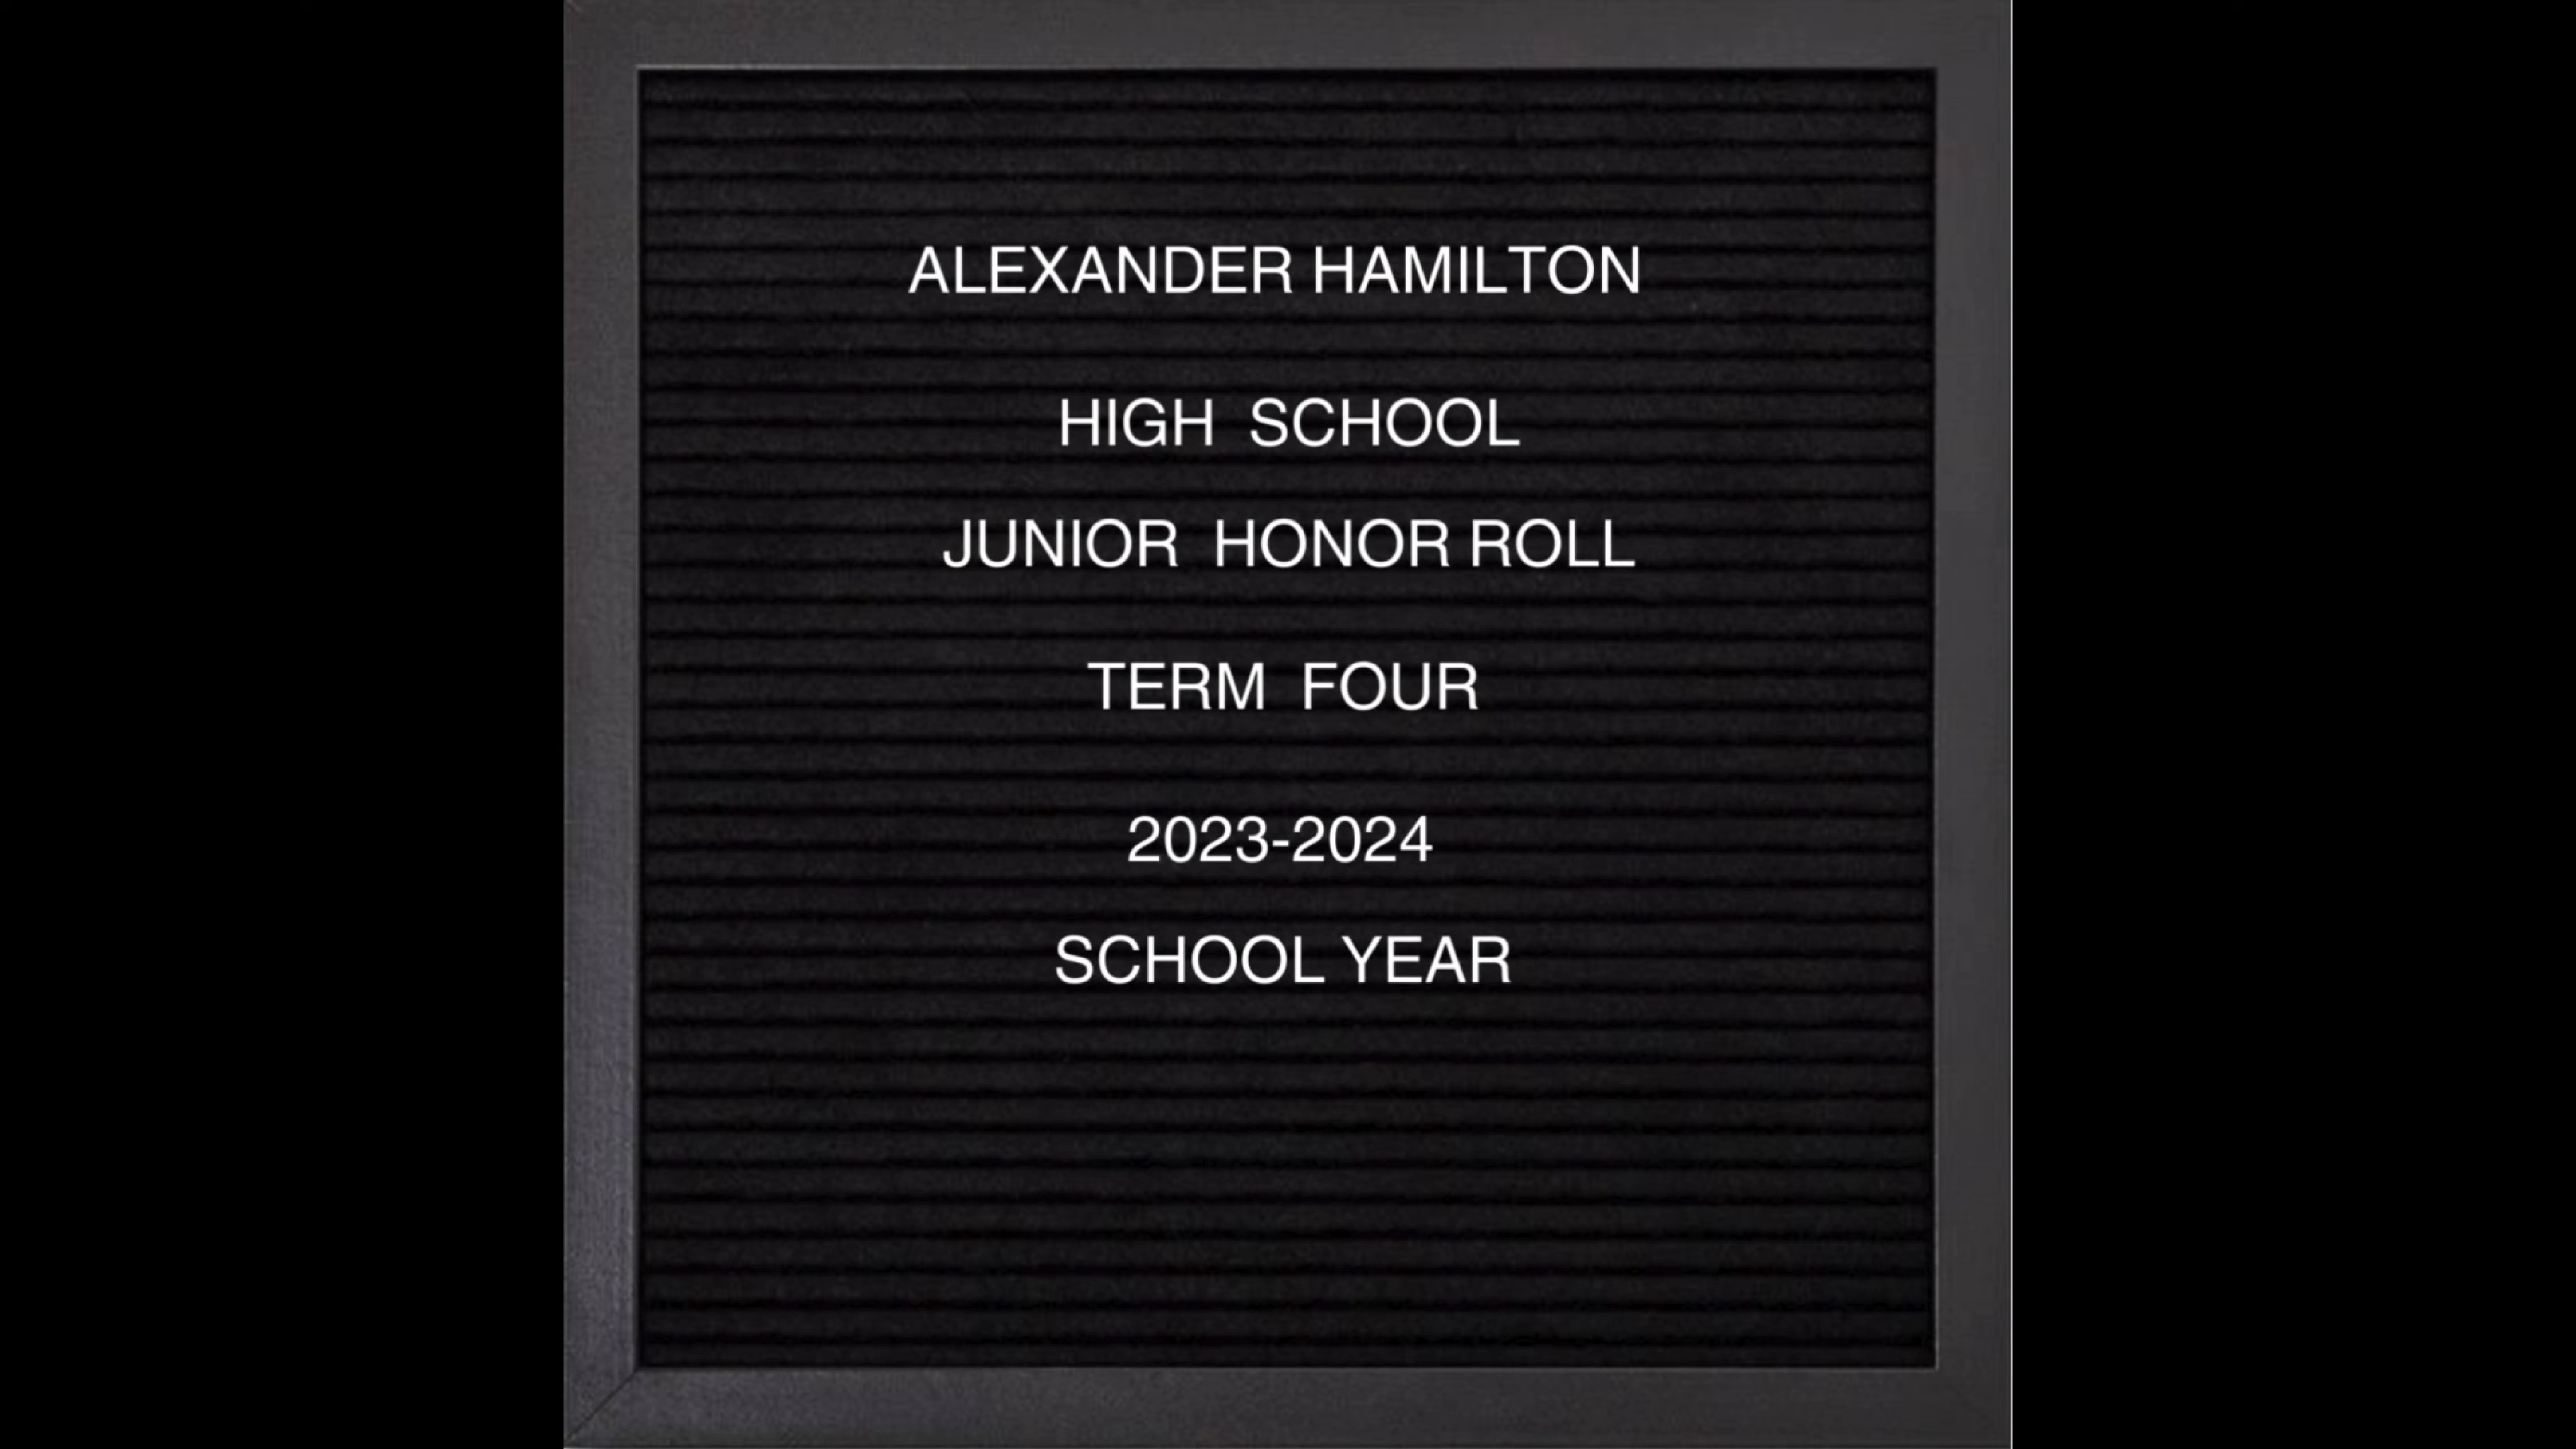 ALEXANDER HAMILTON
HIGH SCHOOL
JUNIOR HONOR ROLL
TERM FOUR
2023-2024
SCHOOL YEAR